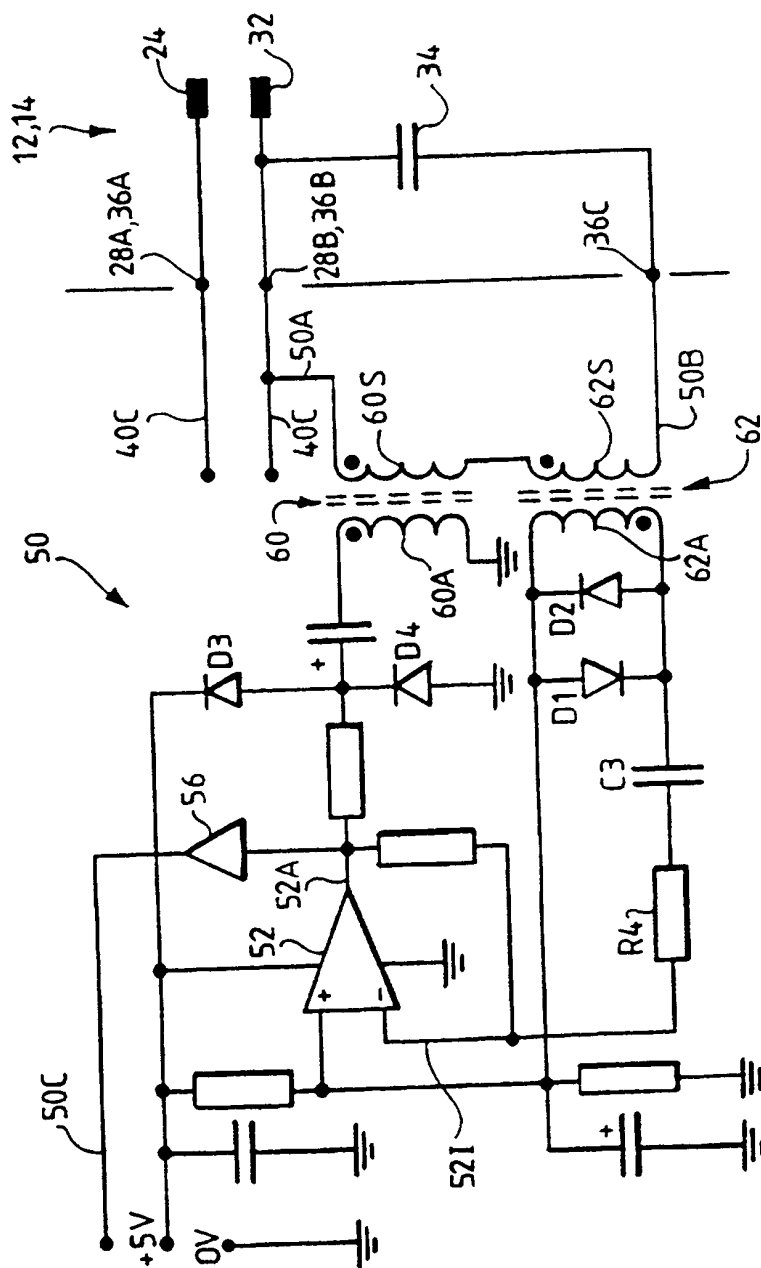 12,14
24
32
34
28A,36A
28B,36B
36C
40C
40C
50A
60S
62S
50B
62
60
60A
62A
50
D3
D4
D2
D1
C3
R4
56
52A
52
+
+
-
50C
+5V
0V
52I
+